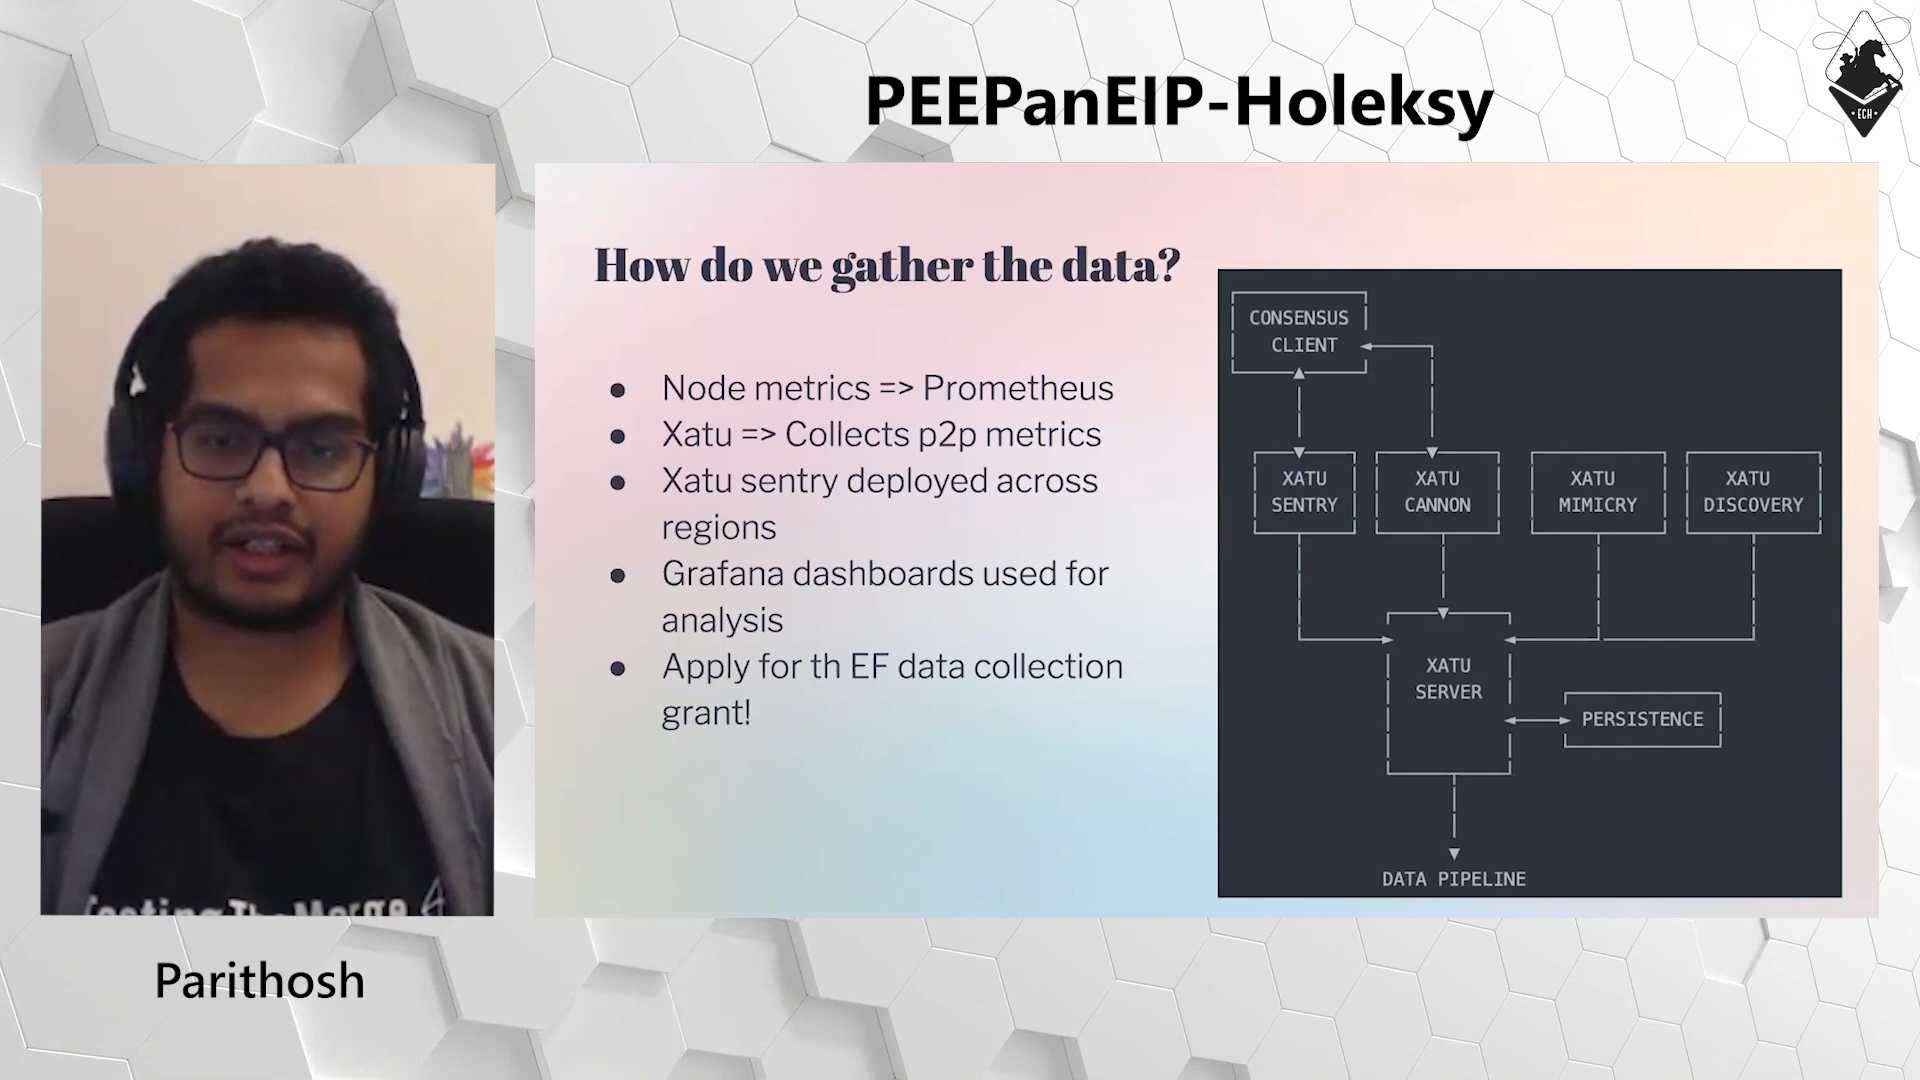 PEEPanEIP-Holeksy
ECH
How do we gather the data?
● Node metrics => Prometheus
● Xatu => Collects p2p metrics
● Xatu sentry deployed across
regions
● Grafana dashboards used for
analysis
● Apply for th EF data collection
grant!
CONSENSUS
CLIENT
XATU
SENTRY
XATU
CANNON
XATU
MIMICRY
XATU
DISCOVERY
XATU
SERVER
PERSISTENCE
DATA PIPELINE
TestingTheMerge
Parithosh